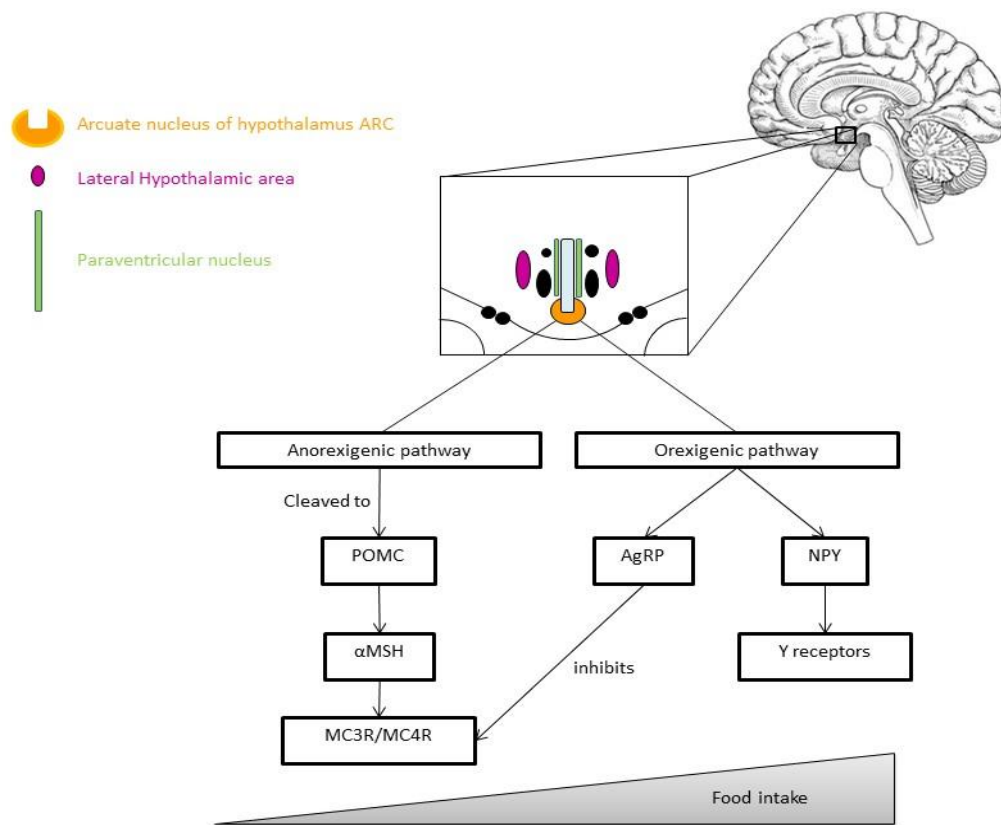 Arcuate nucleus of hypothalamus ARC
Lateral Hypothalamic area
Paraventricular nucleus
Anorexigenic pathway
Orexigenic pathway
Cleaved to
POMC
AgRP
NPY
αMSH
inhibits
Y receptors
MC3R/MC4R
Food intake